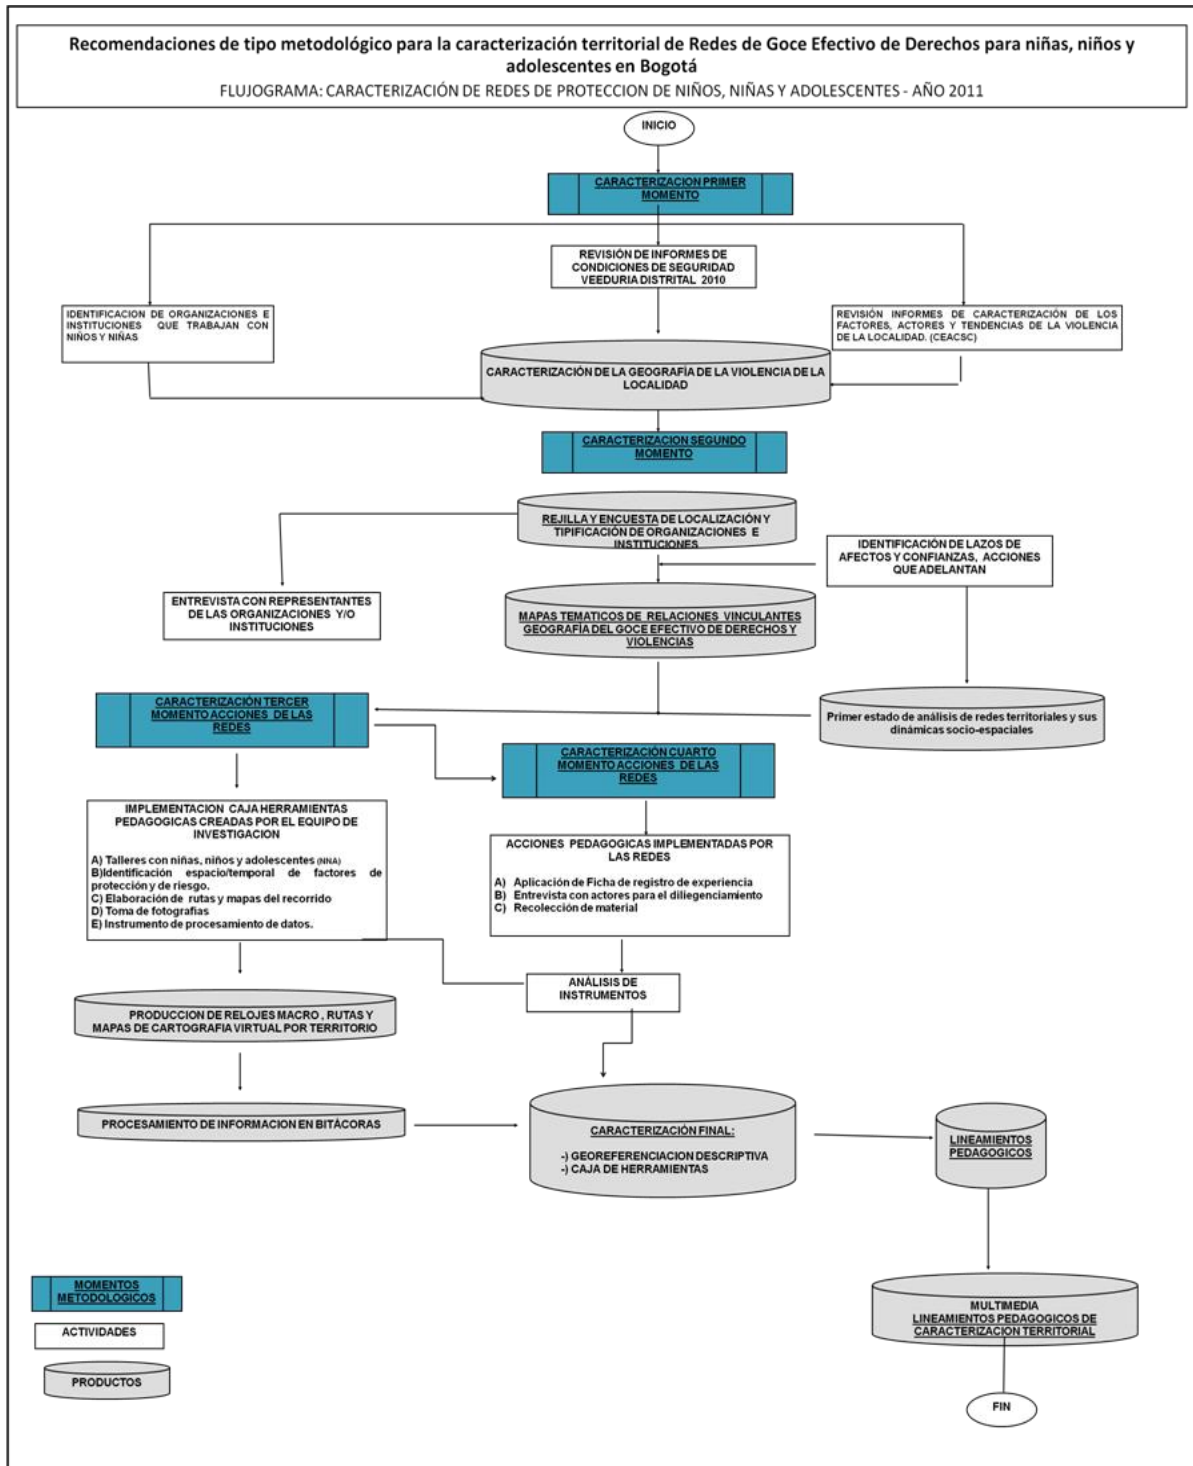 Recomendaciones de tipo metodológico para la caracterización territorial de Redes de Goce Efectivo de Derechos para niñas, niños y
adolescentes en Bogotá
FLUJOGRAMA: CARACTERIZACIÓN DE REDES DE PROTECCION DE NIÑOS, NIÑAS Y ADOLESCENTES - AÑO 2011
INICIO
CARACTERIZACION PRIMER
MOMENTO
REVISIÓN DE INFORMES DE
CONDICIONES DE SEGURIDAD
VEEDURIA DISTRITAL 2010
IDENTIFICACION DE ORGANIZACIONES E
INSTITUCIONES QUE TRABAJAN CON
NIÑOS Y NIÑAS
REVISIÓN INFORMES DE CARACTERIZACIÓN DE LOS
FACTORES, ACTORES Y TENDENCIAS DE LA VIOLENCIA
DE LA LOCALIDAD. (CEACSC)
CARACTERIZACIÓN DE LA GEOGRAFÍA DE LA VIOLENCIA DE LA
LOCALIDAD
CARACTERIZACION SEGUNDO
MOMENTO
REJILLA Y ENCUESTA DE LOCALIZACIÓN Y
TIPIFICACIÓN DE ORGANIZACIONES E
INSTITUCIONES
IDENTIFICACIÓN DE LAZOS DE
AFECTOS Y CONFIANZAS, ACCIONES
QUE ADELANTAN
ENTREVISTA CON REPRESENTANTES
DE LAS ORGANIZACIONES Y/O
INSTITUCIONES
MAPAS TEMATICOS DE RELACIONES VINCULANTES
GEOGRAFÍA DEL GOCE EFECTIVO DE DERECHOS Y
VIOLENCIAS
CARACTERIZACIÓN TERCER
MOMENTO ACCIONES DE LAS
REDES
Primer estado de análisis de redes territoriales y sus
dinámicas socio-espaciales
CARACTERIZACIÓN CUARTO
MOMENTO ACCIONES DE LAS
REDES
IMPLEMENTACION CAJA HERRAMIENTAS
PEDAGOGICAS CREADAS POR EL EQUIPO DE
INVESTIGACION
A) Talleres con niñas, niños y adolescentes (NNA)
B)Identificación espacio/temporal de factores de
protección y de riesgo.
C) Elaboración de rutas y mapas del recorrido
D) Toma de fotografias
E) Instrumento de procesamiento de datos.
ACCIONES PEDAGOGICAS IMPLEMENTADAS POR
LAS REDES
A) Aplicación de Ficha de registro de experiencia
B) Entrevista con actores para el diliegenciamiento
C) Recolección de material
ANÁLISIS DE
INSTRUMENTOS
PRODUCCION DE RELOJES MACRO , RUTAS Y
MAPAS DE CARTOGRAFIA VIRTUAL POR TERRITORIO
PROCESAMIENTO DE INFORMACION EN BITÁCORAS
CARACTERIZACIÓN FINAL:
-) GEOREFERENCIACION DESCRIPTIVA
-) CAJA DE HERRAMIENTAS
LINEAMIENTOS
PEDAGOGICOS
MOMENTOS
METODOLOGICOS
ACTIVIDADES
PRODUCTOS
MULTIMEDIA
LINEAMIENTOS PEDAGOGICOS DE
CARACTERIZACION TERRITORIAL
FIN